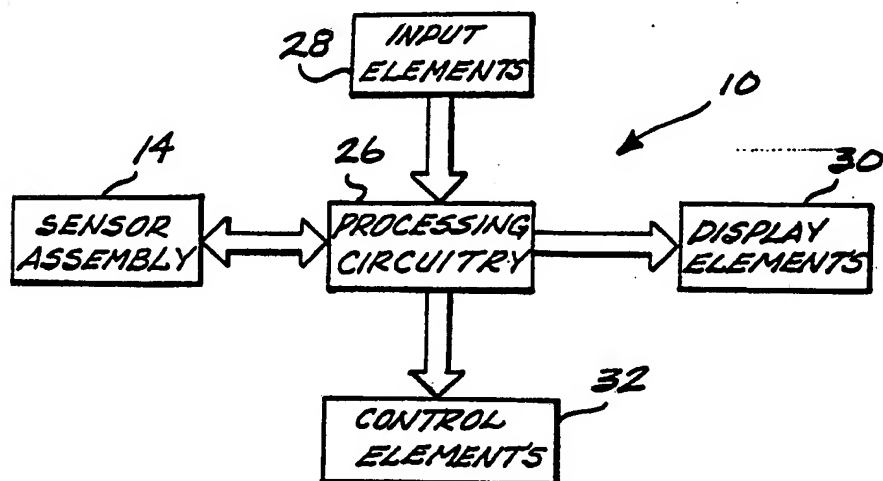 28
INPUT
ELEMENTS
10
14
26
30
SENSOR
ASSEMBLY
PROCESSING
CIRCUITRY
DISPLAY
ELEMENTS
32
CONTROL
ELEMENTS